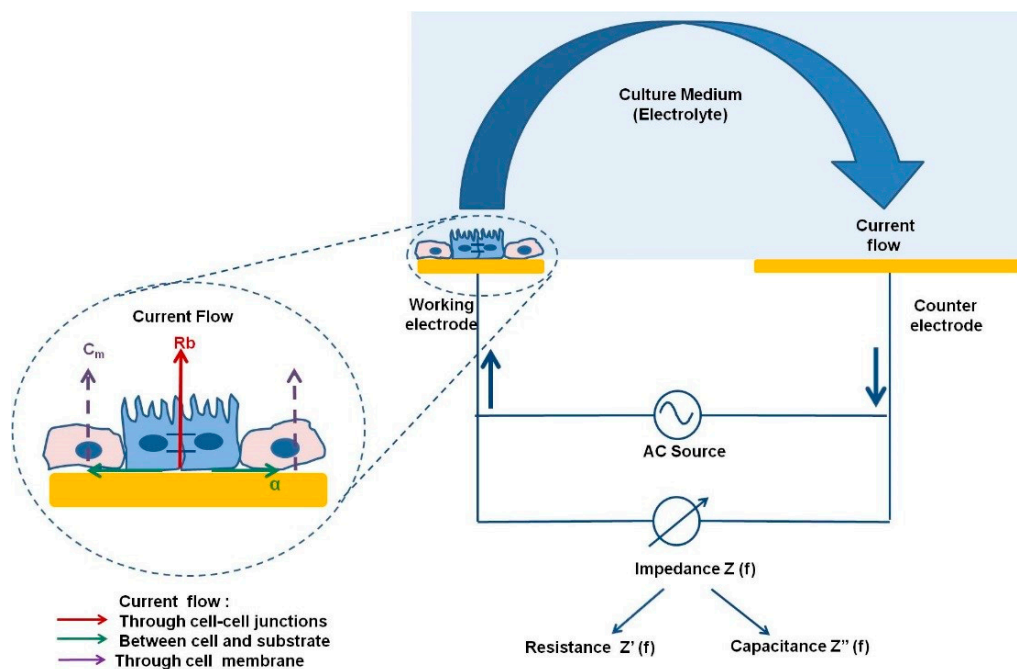 Culture Medium
(Electrolyte)
Current
flow
Working
electrode
Counter
electrode
Current Flow
Rb
Cm
α
AC Source
Impedance Z (f)
Resistance Z' (f)
Capacitance Z'' (f)
Current flow :
Through cell-cell junctions
Between cell and substrate
Through cell membrane